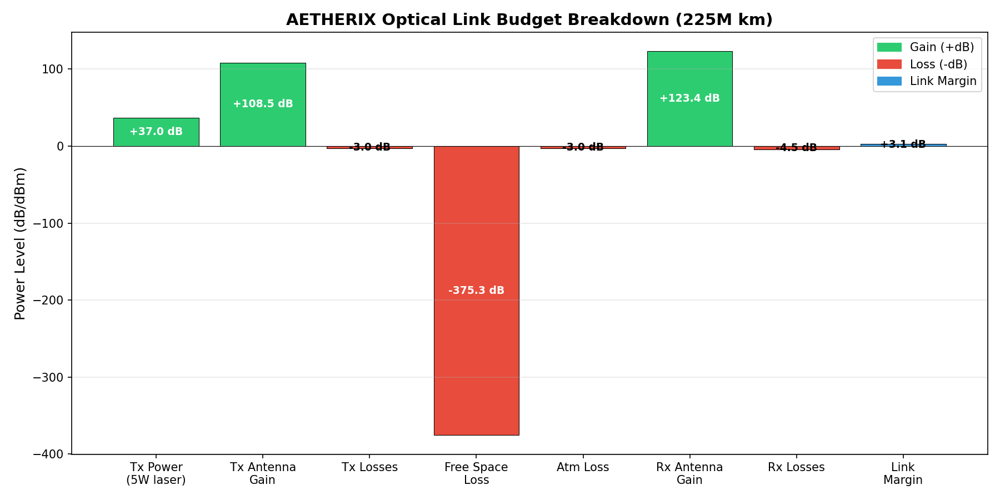 AETHERIX Optical Link Budget Breakdown (225M km)
Gain (+dB)
Loss (-dB)
Link Margin
Power Level (dB/dBm)
100
0
−100
−200
−300
−400
+37.0 dB
+108.5 dB
-3.0 dB
-375.3 dB
-3.0 dB
+123.4 dB
-4.5 dB
+3.1 dB
Tx Power
(5W laser)
Tx Antenna
Gain
Tx Losses
Free Space
Loss
Atm Loss
Rx Antenna
Gain
Rx Losses
Link
Margin